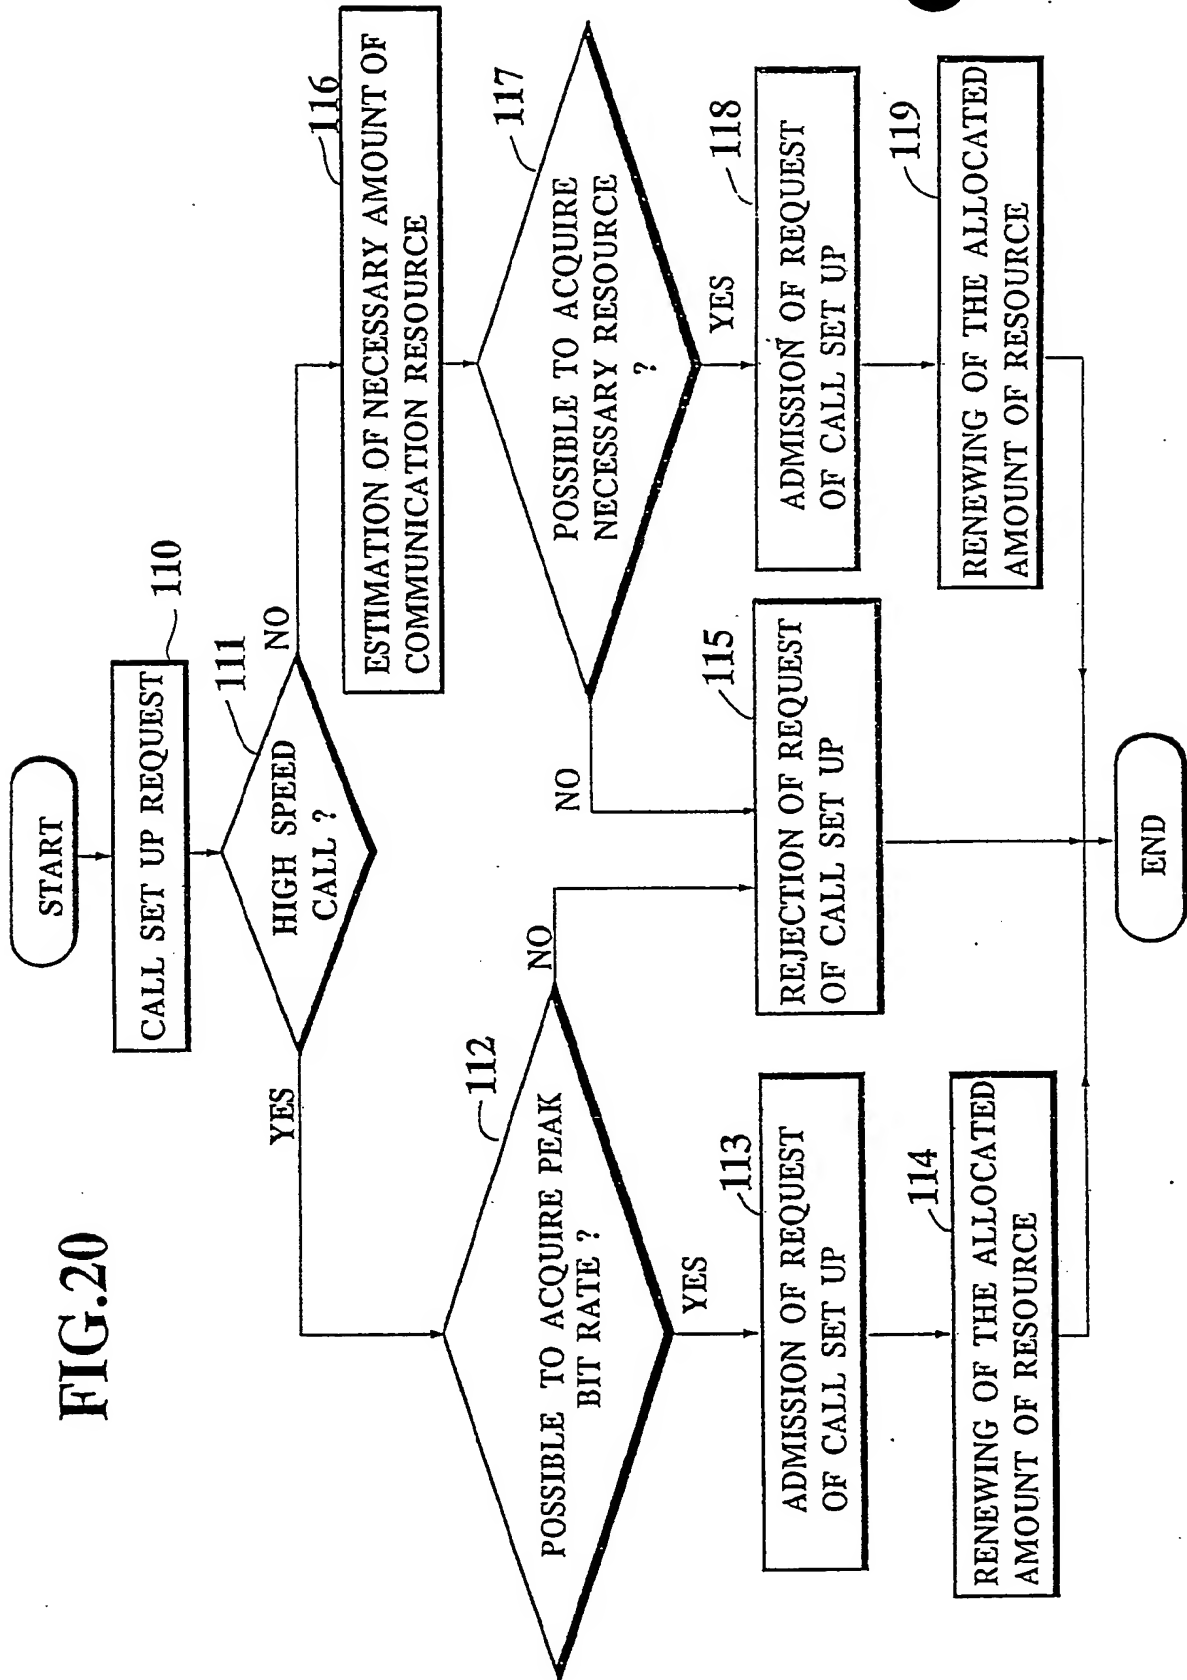 FIG.20
START
CALL SET UP REQUEST
110
HIGH SPEED
CALL ?
111
YES
NO
POSSIBLE TO ACQUIRE PEAK
BIT RATE ?
112
NO
YES
ADMISSION OF REQUEST
OF CALL SET UP
113
RENEWING OF THE ALLOCATED
AMOUNT OF RESOURCE
114
REJECTION OF REQUEST
OF CALL SET UP
115
ESTIMATION OF NECESSARY AMOUNT OF
COMMUNICATION RESOURCE
116
POSSIBLE TO ACQUIRE
NECESSARY RESOURCE
?
117
NO
YES
ADMISSION OF REQUEST
OF CALL SET UP
118
RENEWING OF THE ALLOCATED
AMOUNT OF RESOURCE
119
END